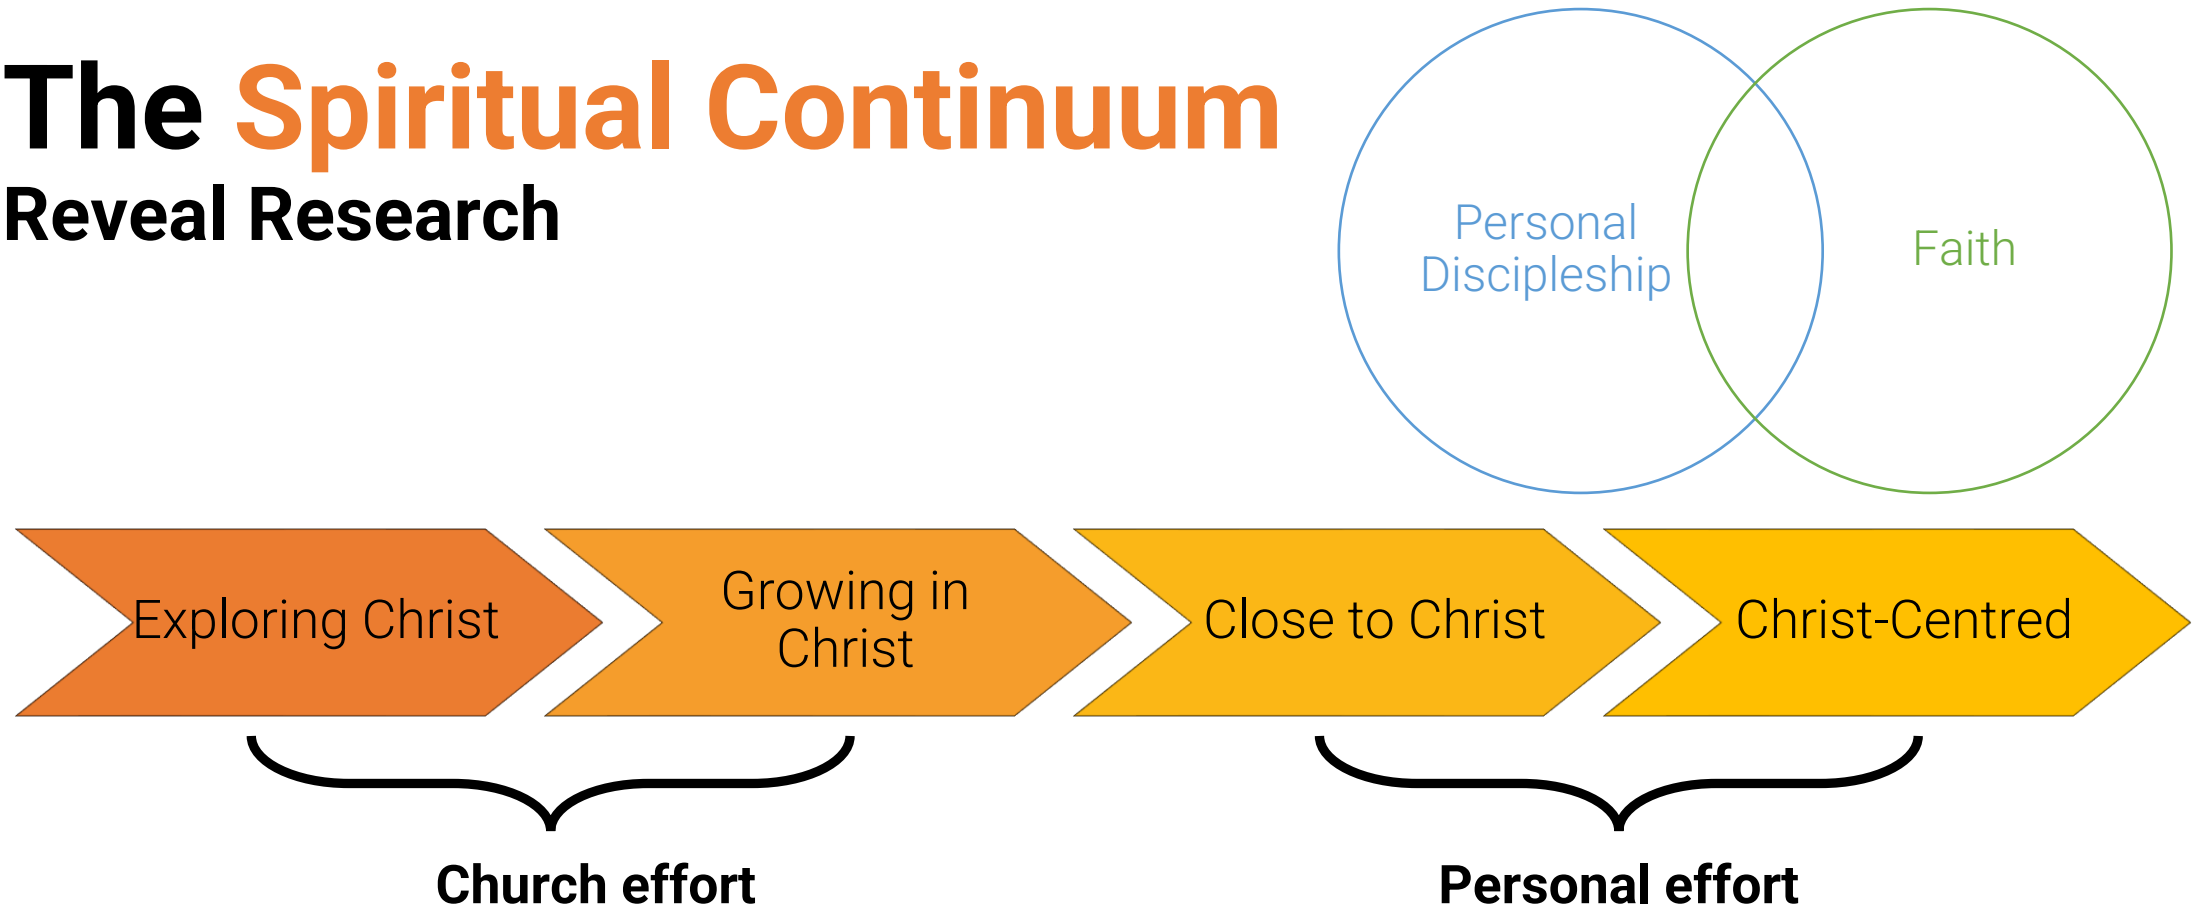 The Spiritual Continuum
Reveal Research
Personal
Discipleship
Faith
Exploring Christ
Growing in
Christ
Close to Christ
Christ-Centred
Church effort
Personal effort